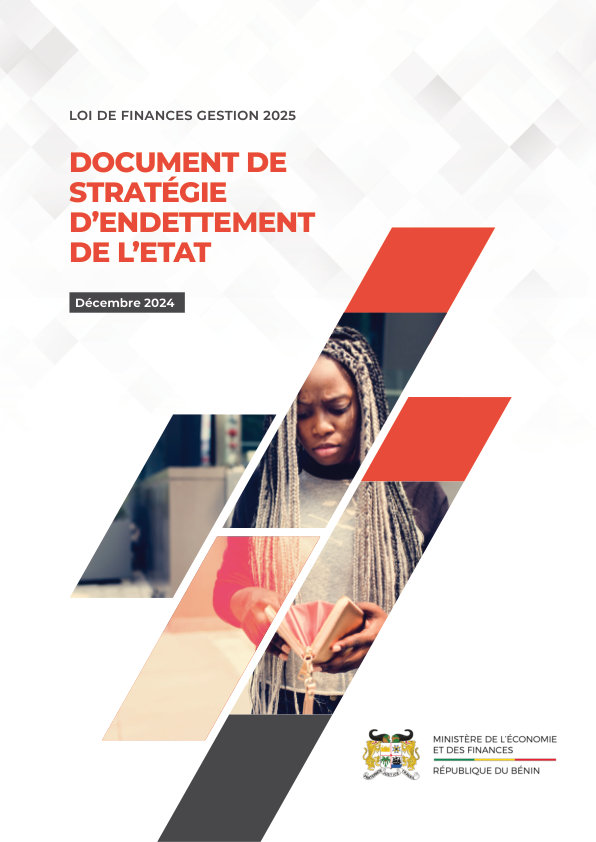 LOI DE FINANCES GESTION 2025
DOCUMENT DE
STRATÉGIE
D’ENDETTEMENT
DE L’ETAT
Décembre 2024
MINISTÈRE DE L’ÉCONOMIE
ET DES FINANCES
RÉPUBLIQUE DU BÉNIN